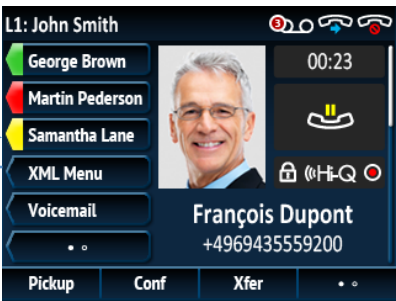 L1: John Smith
3
George Brown
00:23
Martin Pederson
Samantha Lane
XML Menu
Hi-Q
Voicemail
François Dupont
+4969435559200
Pickup
Conf
Xfer